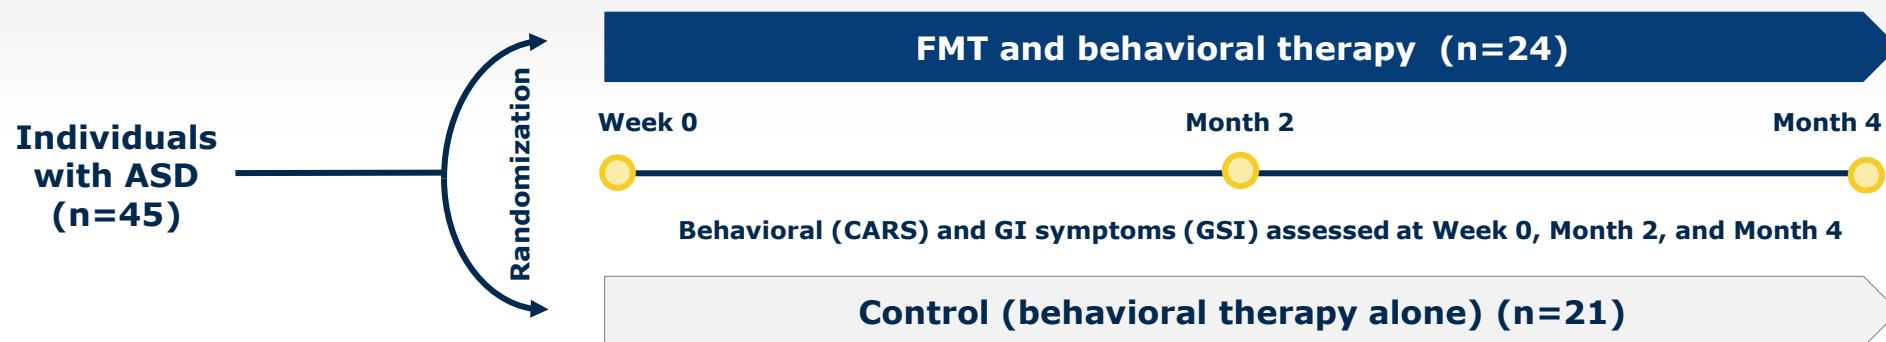 Individuals
with ASD
(n=45)
Randomization
FMT and behavioral therapy (n=24)
Week 0 Month 2 Month 4
Behavioral (CARS) and GI symptoms (GSI) assessed at Week 0, Month 2, and Month 4
Control (behavioral therapy alone) (n=21)